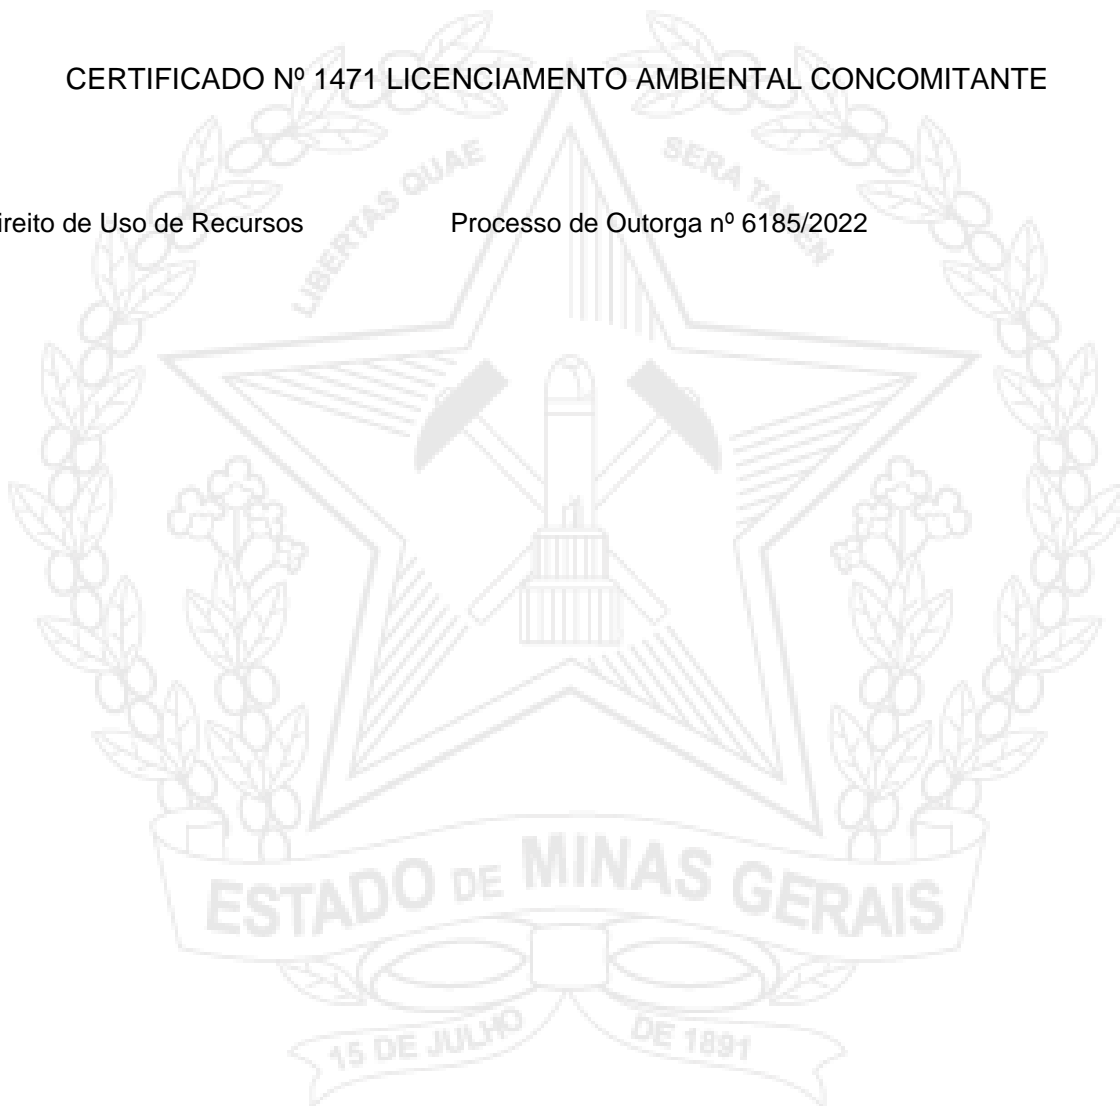 CERTIFICADO Nº 1471 LICENCIAMENTO AMBIENTAL CONCOMITANTE
LIBERTAS QUAE SERA TAMEN
ireito de Uso de Recursos Processo de Outorga nº 6185/2022
ESTADO DE MINAS GERAIS
15 DE JULHO DE 1891